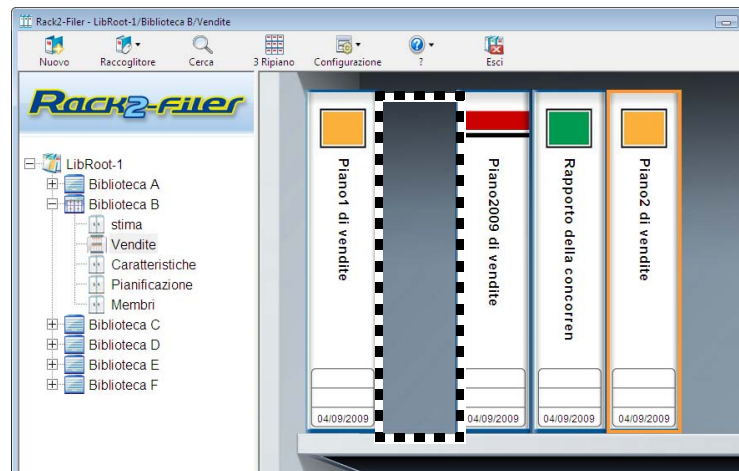 Rack2-Filer - LibRoot-1/Biblioteca B/Vendite
Nuovo Raccoglitore Cerca 3 Ripiano Configurazione ? Esci
Rack2-Filer
LibRoot-1
Biblioteca A
Biblioteca B
stima
Vendite
Caratteristiche
Pianificazione
Membri
Biblioteca C
Biblioteca D
Biblioteca E
Biblioteca F
Piano1 di vendite
04/09/2009
Piano2009 di vendite
04/09/2009
Rapporto della concorren
04/09/2009
Piano2 di vendite
04/09/2009